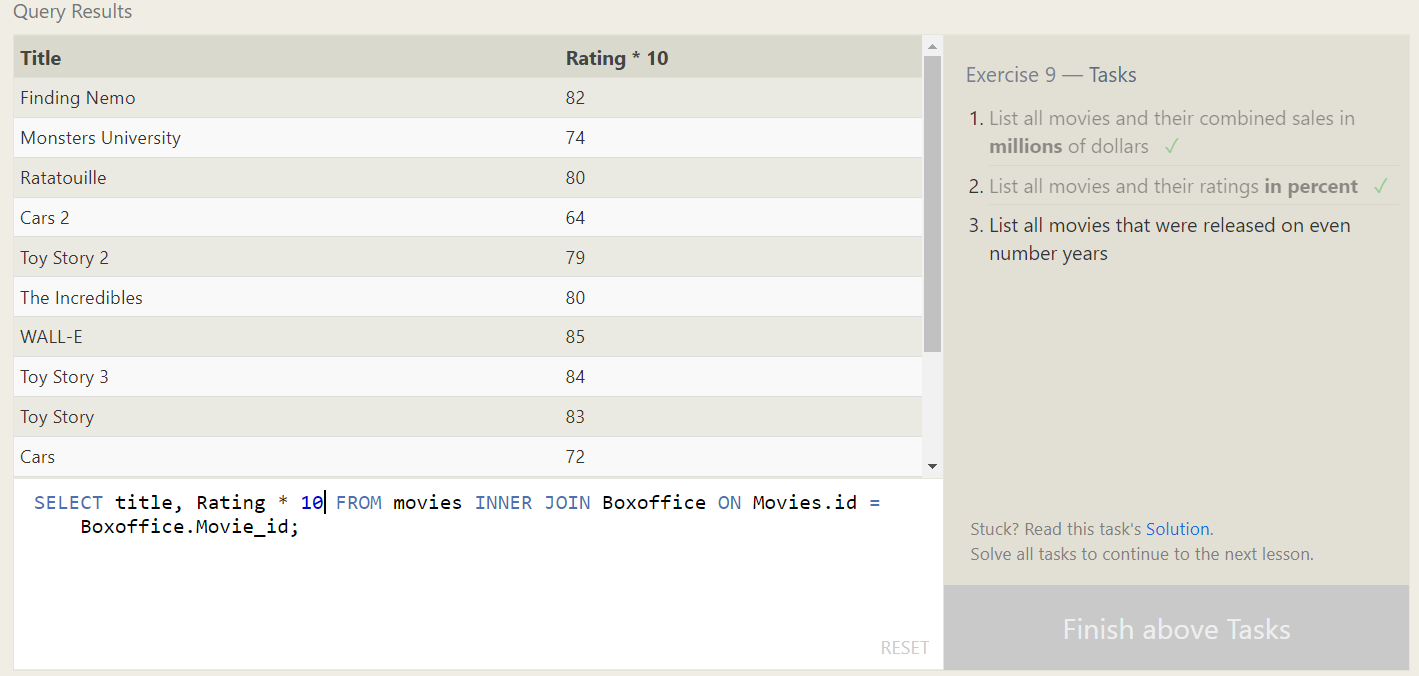 Query Results
Title Rating * 10
Finding Nemo 82
Monsters University 74
Ratatouille 80
Cars 2 64
Toy Story 2 79
The Incredibles 80
WALL-E 85
Toy Story 3 84
Toy Story 83
Cars 72
SELECT title, Rating * 10 FROM movies INNER JOIN Boxoffice ON Movies.id =
Boxoffice.Movie_id;
RESET
Exercise 9 — Tasks
1. List all movies and their combined sales in
millions of dollars ✓
2. List all movies and their ratings in percent ✓
3. List all movies that were released on even
number years
Stuck? Read this task's Solution.
Solve all tasks to continue to the next lesson.
Finish above Tasks